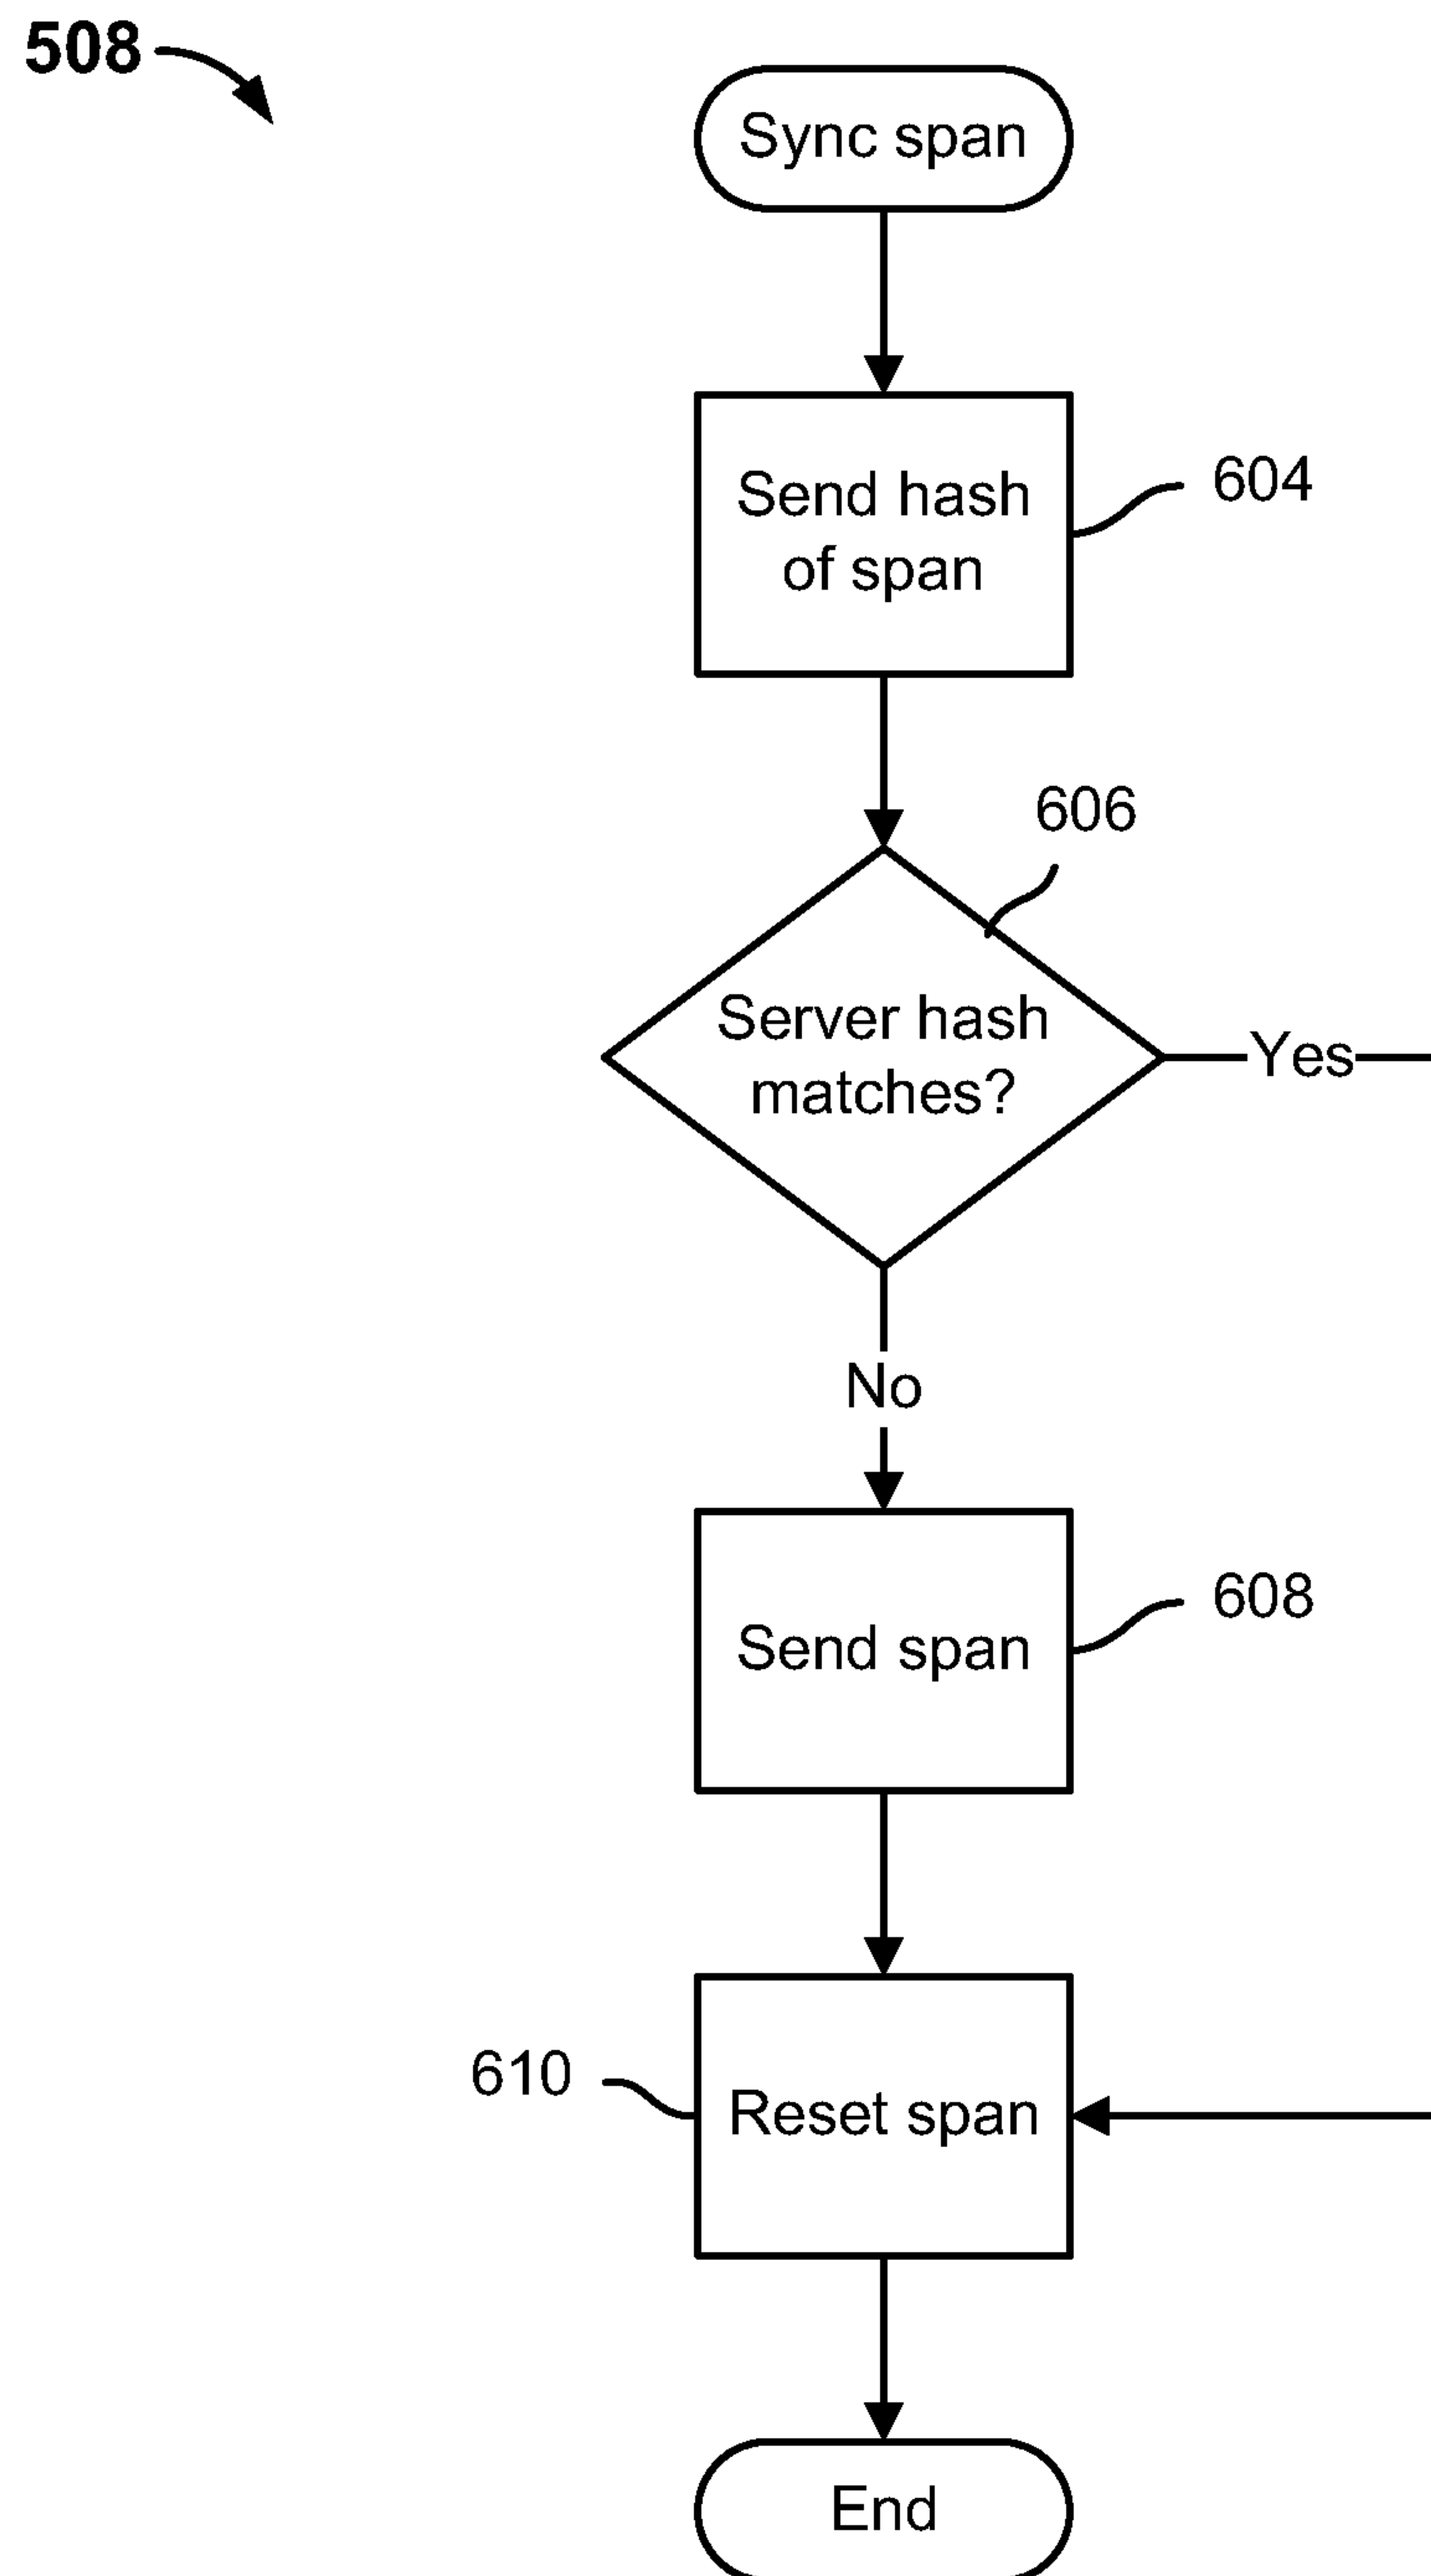 508
Sync span
Send hash
of span
604
606
Server hash
matches?
Yes
No
Send span
608
610
Reset span
End